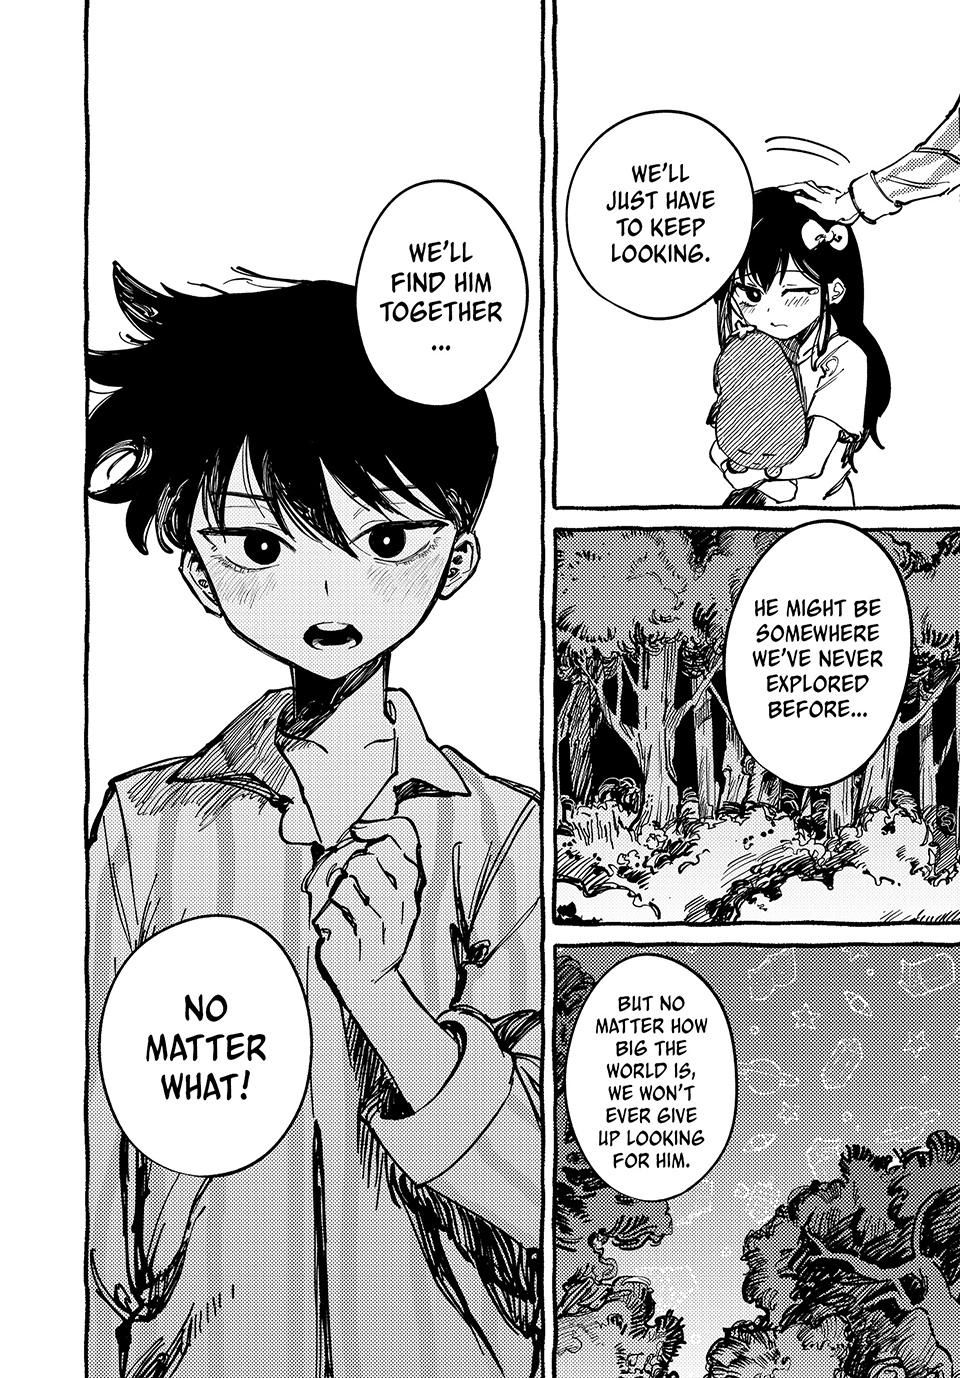 WE'LL
JUST HAVE
TO KEEP
LOOKING.
HE MIGHT BE
SOMEWHERE
WE'VE NEVER
EXPLORED
BEFORE...
BUT NO
MATTER HOW
BIG THE
WORLD IS,
WE WON'T
EVER GIVE
UP LOOKING
FOR HIM.
WE'LL
FIND HIM
TOGETHER
...
NO
MATTER
WHAT!